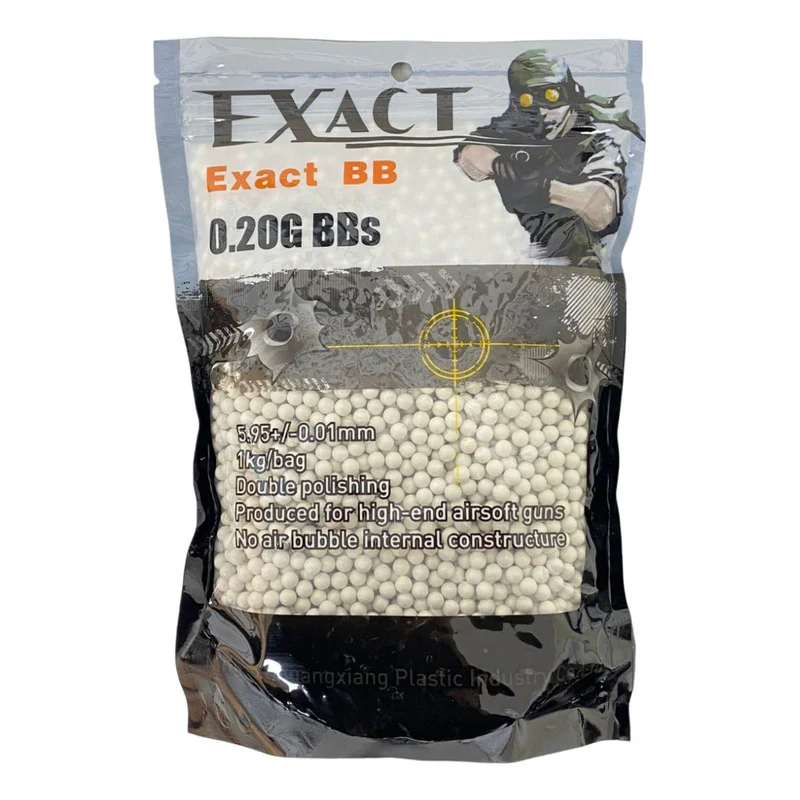 EXACT
Exact BB
0.20G BBs
5.95+/-0.01mm
1kg/bag
Double polishing
Produced for high-end airsoft guns
No air bubble internal constructure
Plastic Industry